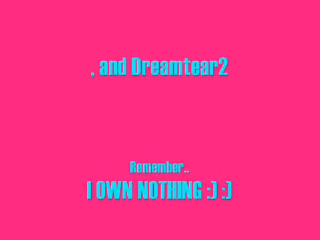 , and Dreamtear2
Remember..
I OWN NOTHING :) :)